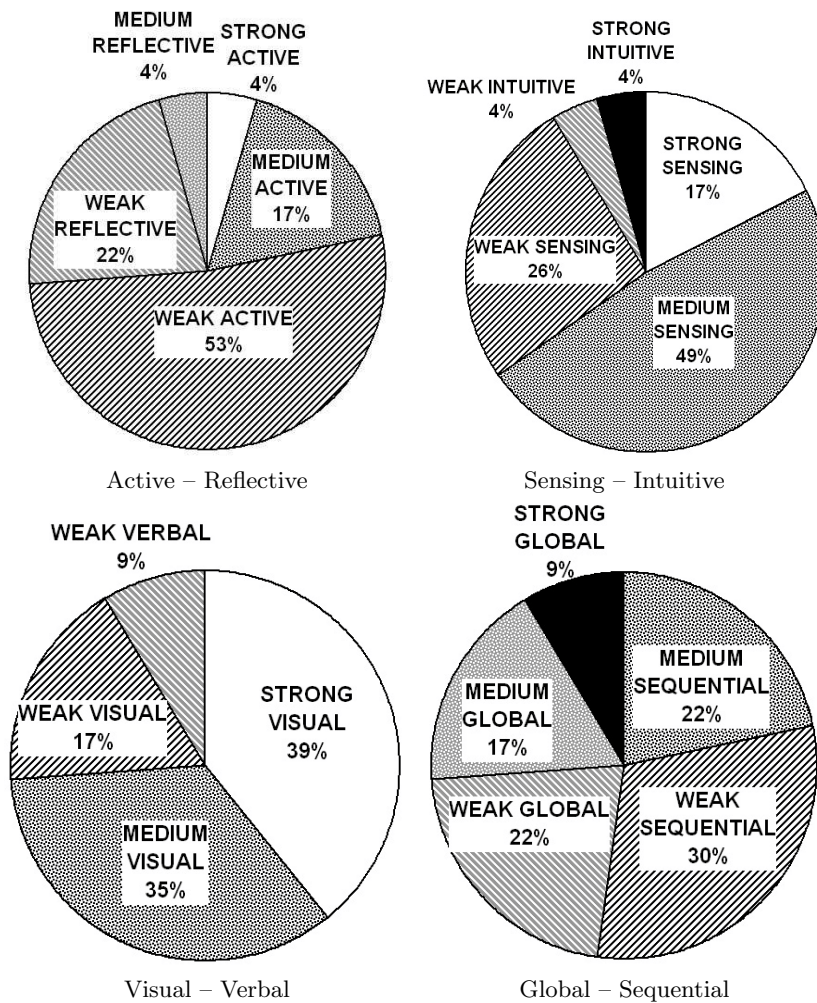 MEDIUM
REFLECTIVE
4%
STRONG
ACTIVE
4%
MEDIUM
ACTIVE
17%
WEAK
REFLECTIVE
22%
WEAK ACTIVE
53%
Active – Reflective
STRONG
INTUITIVE
4%
WEAK INTUITIVE
4%
STRONG
SENSING
17%
WEAK SENSING
26%
MEDIUM
SENSING
49%
Sensing – Intuitive
WEAK VERBAL
9%
STRONG
VISUAL
39%
WEAK VISUAL
17%
MEDIUM
VISUAL
35%
Visual – Verbal
STRONG
GLOBAL
9%
MEDIUM
SEQUENTIAL
22%
MEDIUM
GLOBAL
17%
WEAK GLOBAL
22%
WEAK
SEQUENTIAL
30%
Global – Sequential